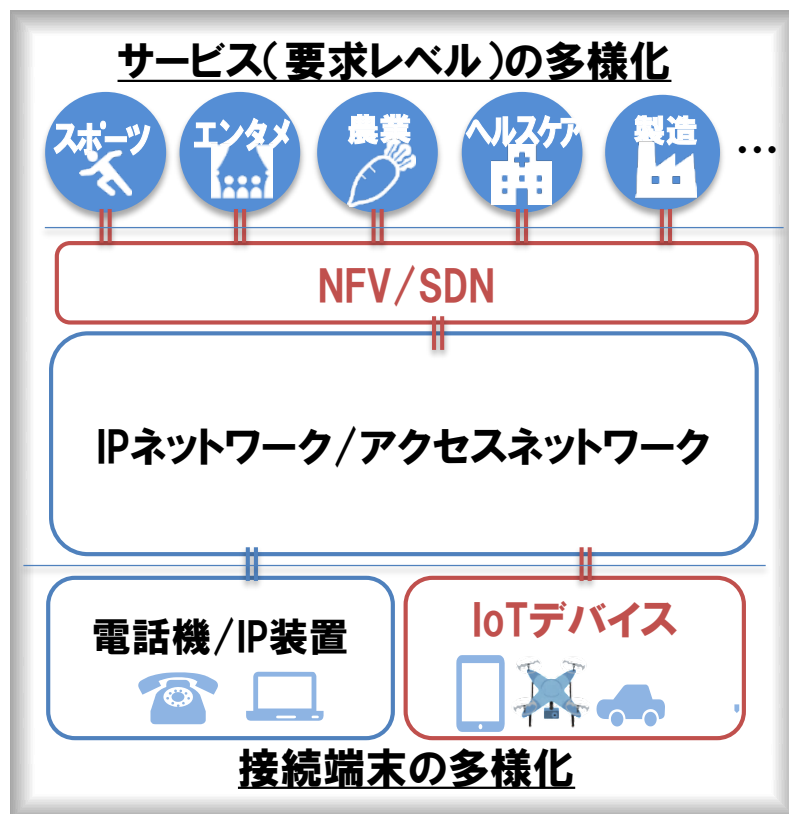 サービス(要求レベル)の多様化
スポーツ
エンタメ
農業
ヘルスケア
製造
…
NFV/SDN
IPネットワーク/アクセスネットワーク
電話機/IP装置
IoTデバイス
接続端末の多様化